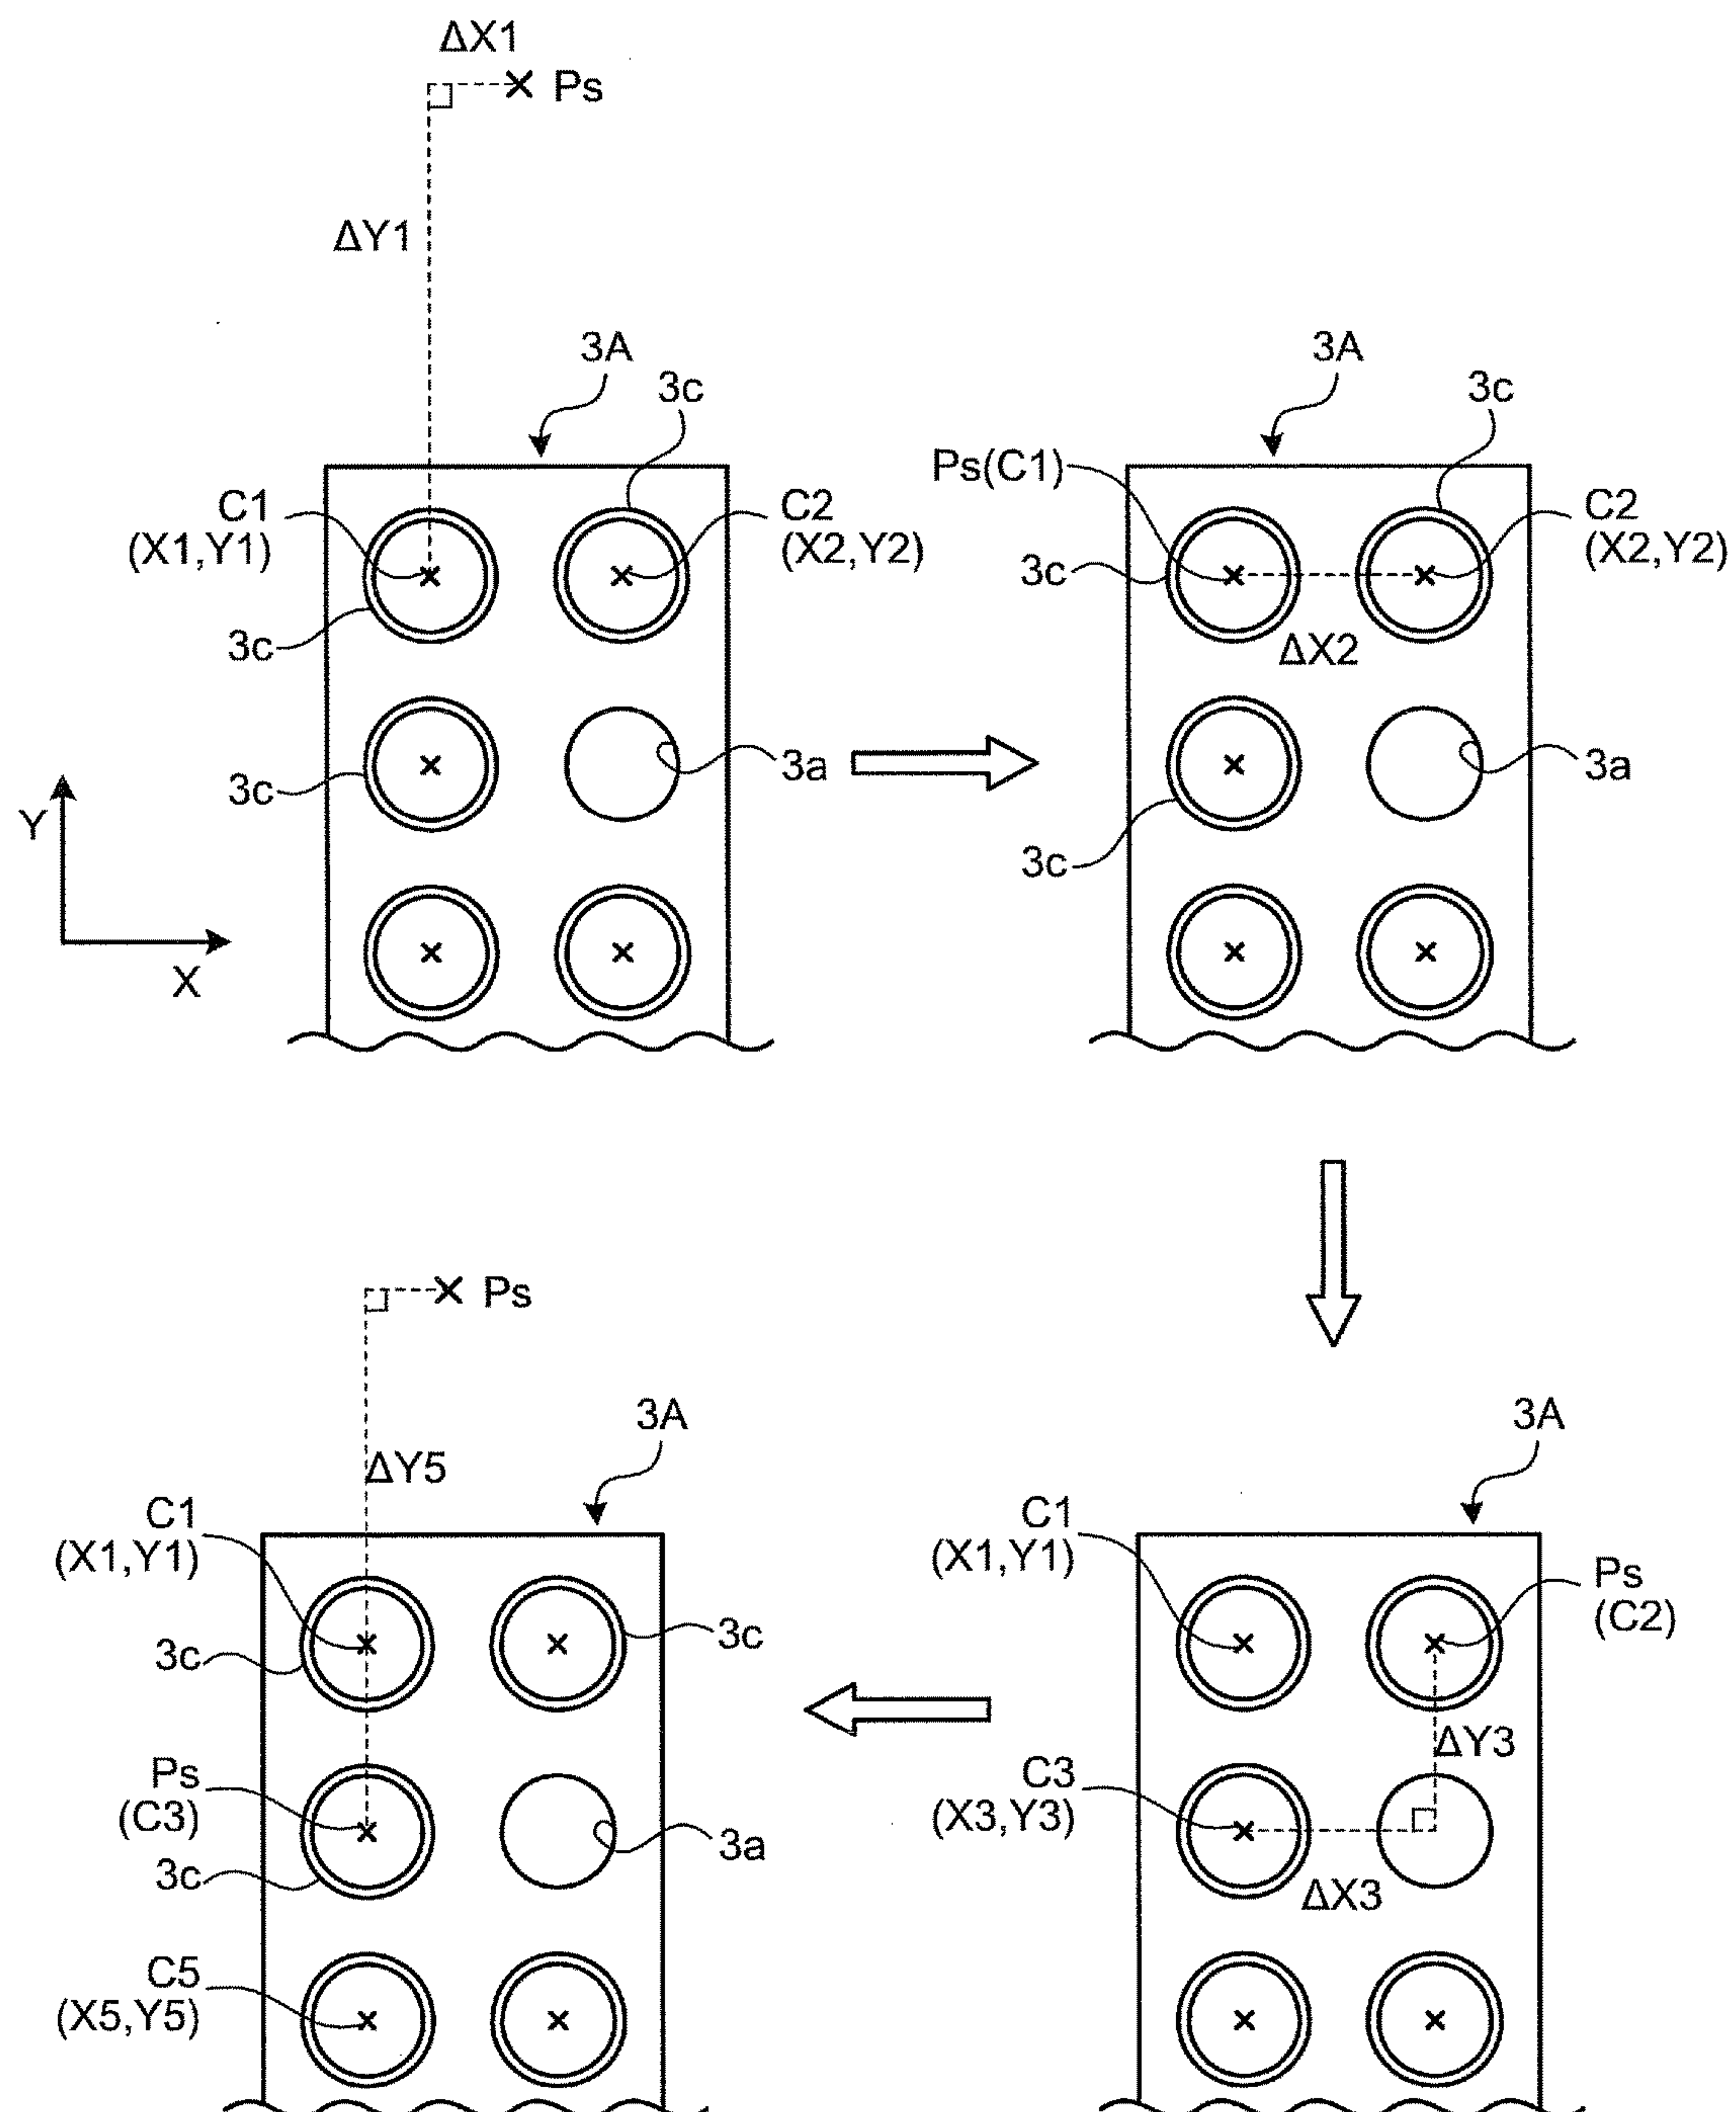 ΔX1
Ps
ΔY1
3A
3c
C1
(X1,Y1)
C2
(X2,Y2)
3c
3c
3a
Y
X
3A
3c
Ps(C1)
C2
(X2,Y2)
3c
ΔX2
3a
3c
Ps
ΔY5
3A
C1
(X1,Y1)
3c
3c
Ps
(C3)
3c
3a
C5
(X5,Y5)
3A
C1
(X1,Y1)
Ps
(C2)
ΔY3
C3
(X3,Y3)
ΔX3